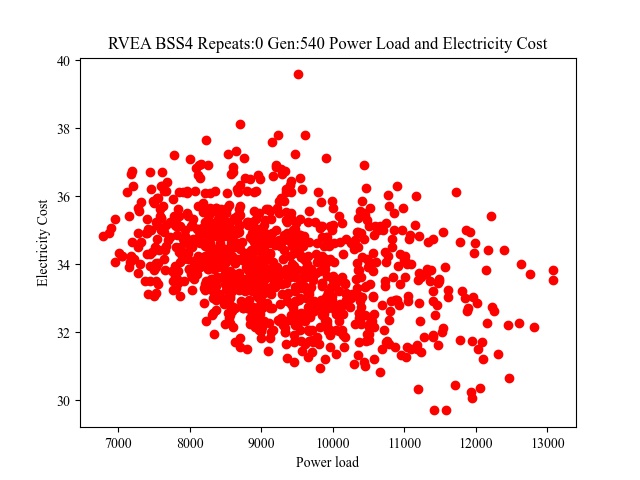 RVEA BSS4 Repeats:0 Gen:540 Power Load and Electricity Cost
40
38
36
34
32
30
Electricity Cost
7000 8000 9000 10000 11000 12000 13000
Power load